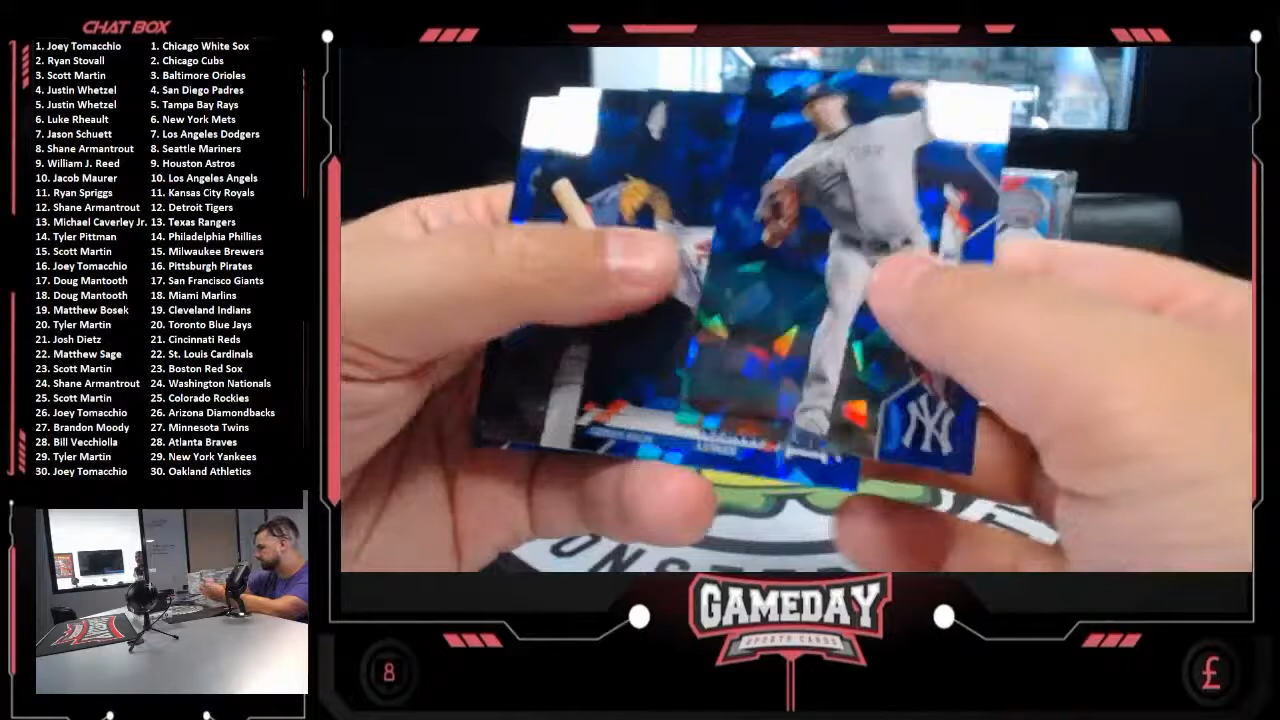 CHAT BOX
1. Joey Tomacchio 1. Chicago White Sox
2. Ryan Stovall 2. Chicago Cubs
3. Scott Martin 3. Baltimore Orioles
4. Justin Whetzel 4. San Diego Padres
5. Justin Whetzel 5. Tampa Bay Rays
6. Luke Rheault 6. New York Mets
7. Jason Schuett 7. Los Angeles Dodgers
8. Shane Armantrout 8. Seattle Mariners
9. William J. Reed 9. Houston Astros
10. Jacob Maurer 10. Los Angeles Angels
11. Ryan Spriggs 11. Kansas City Royals
12. Shane Armantrout 12. Detroit Tigers
13. Michael Caverley Jr. 13. Texas Rangers
14. Tyler Pittman 14. Philadelphia Phillies
15. Scott Martin 15. Milwaukee Brewers
16. Joey Tomacchio 16. Pittsburgh Pirates
17. Doug Mantooth 17. San Francisco Giants
18. Doug Mantooth 18. Miami Marlins
19. Matthew Bosek 19. Cleveland Indians
20. Tyler Martin 20. Toronto Blue Jays
21. Josh Dietz 21. Cincinnati Reds
22. Matthew Sage 22. St. Louis Cardinals
23. Scott Martin 23. Boston Red Sox
24. Shane Armantrout 24. Washington Nationals
25. Scott Martin 25. Colorado Rockies
26. Joey Tomacchio 26. Arizona Diamondbacks
27. Brandon Moody 27. Minnesota Twins
28. Bill Vecchiolla 28. Atlanta Braves
29. Tyler Martin 29. New York Yankees
30. Joey Tomacchio 30. Oakland Athletics
NY
GAMEDAY
SPORTS CARDS
8
£